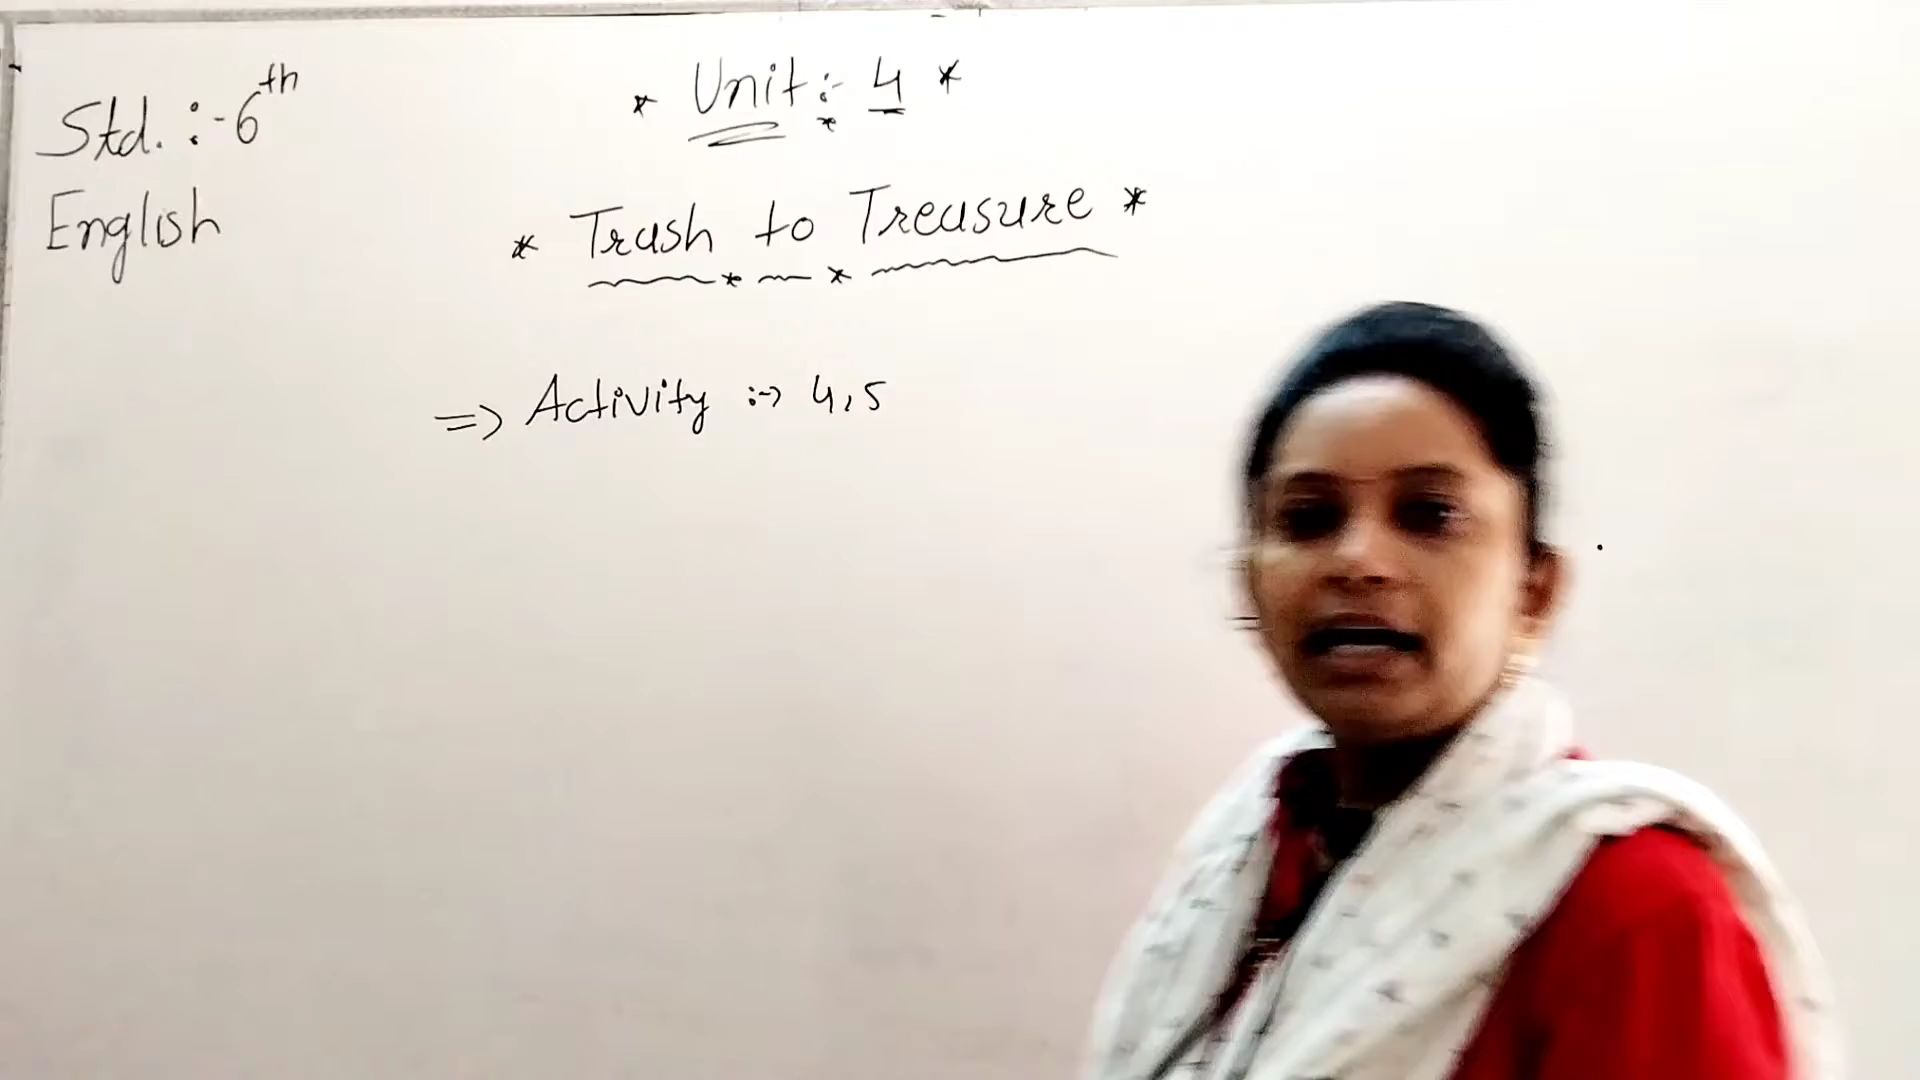 Std. :- 6th
English
* Unit :- 4 *
* Trash to Treasure *
=> Activity :-> 4,5